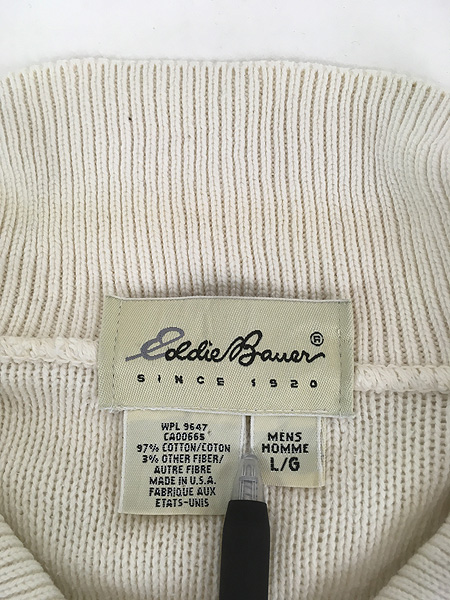 Eddie Bauer®
SINCE 1920
WPL 9647
CA00665
97% COTTON/COTON
3% OTHER FIBER/
AUTRE FIBRE
MADE IN U.S.A.
FABRIQUE AUX
ETATS-UNIS
MENS
HOMME
L/G